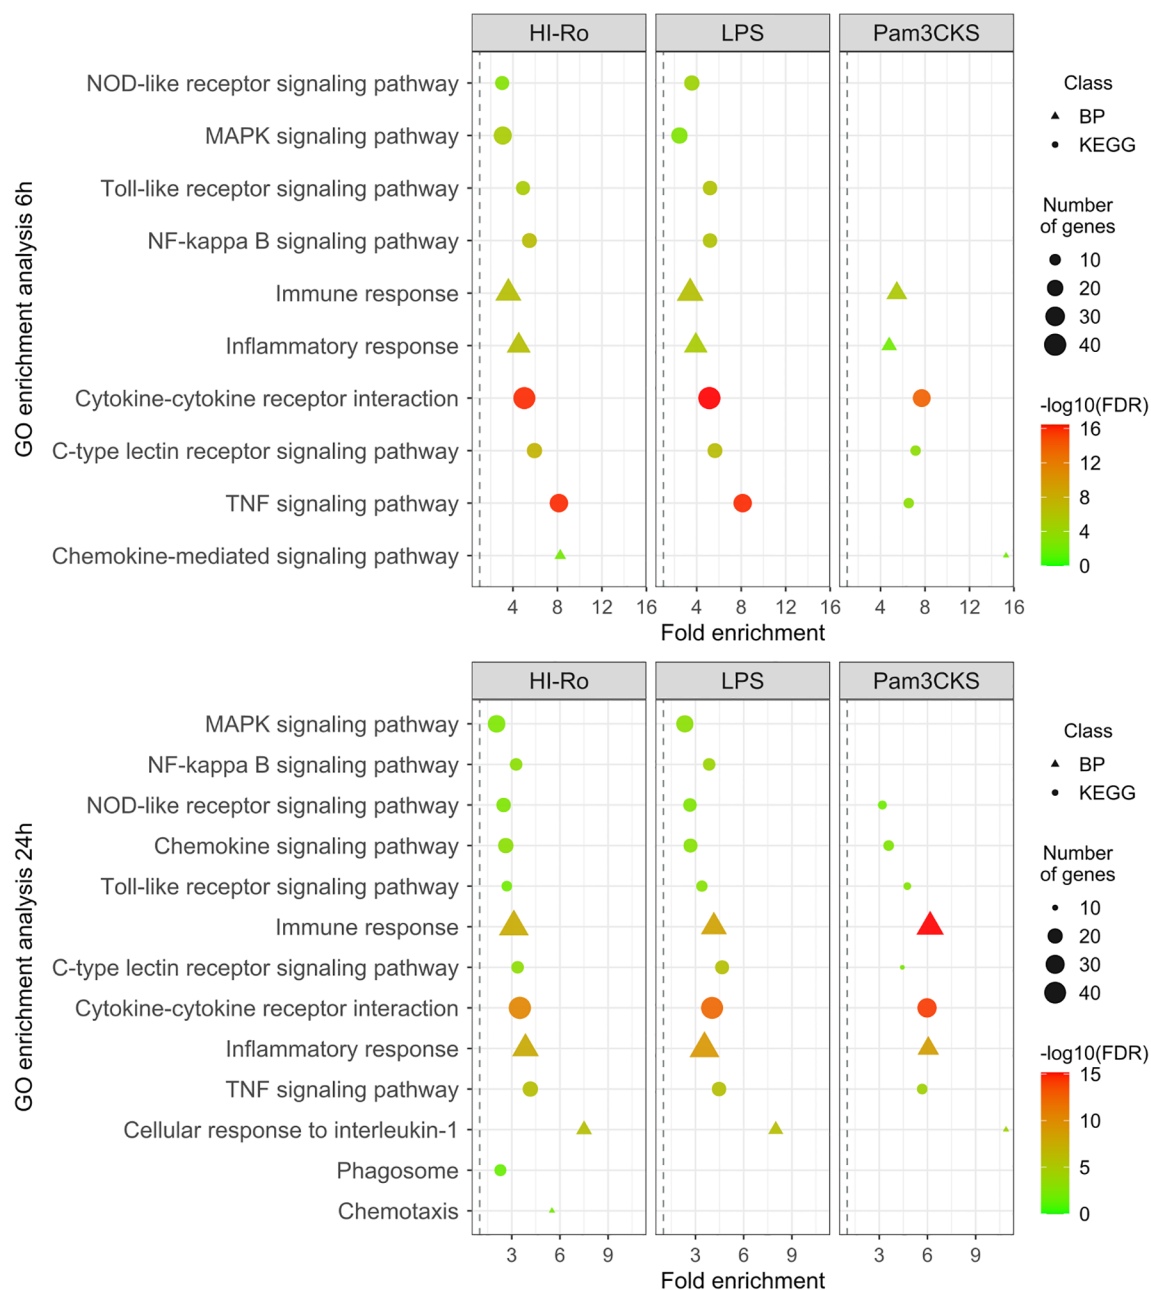 HI-Ro LPS Pam3CKS
NOD-like receptor signaling pathway
MAPK signaling pathway
Toll-like receptor signaling pathway
NF-kappa B signaling pathway
Immune response
Inflammatory response
Cytokine-cytokine receptor interaction
C-type lectin receptor signaling pathway
TNF signaling pathway
Chemokine-mediated signaling pathway
GO enrichment analysis 6h
4 8 12 16 4 8 12 16 4 8 12 16
Fold enrichment
Class
BP
KEGG
Number
of genes
10
20
30
40
-log10(FDR)
16
12
8
4
0
HI-Ro LPS Pam3CKS
MAPK signaling pathway
NF-kappa B signaling pathway
NOD-like receptor signaling pathway
Chemokine signaling pathway
Toll-like receptor signaling pathway
Immune response
C-type lectin receptor signaling pathway
Cytokine-cytokine receptor interaction
Inflammatory response
TNF signaling pathway
Cellular response to interleukin-1
Phagosome
Chemotaxis
GO enrichment analysis 24h
3 6 9 3 6 9 3 6 9
Fold enrichment
Class
BP
KEGG
Number
of genes
10
20
30
40
-log10(FDR)
15
10
5
0